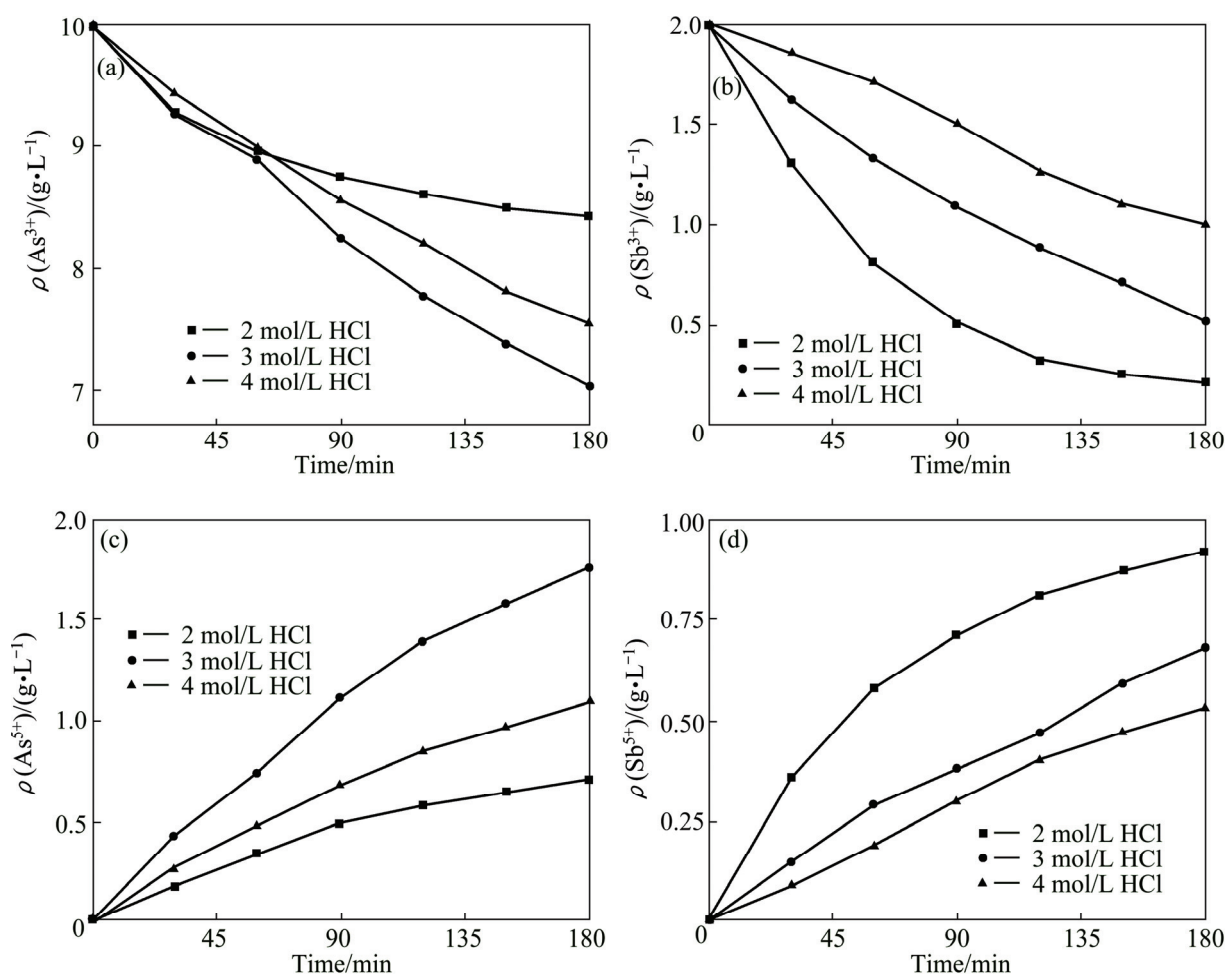 (a)
ρ(As³⁺)/(g•L⁻¹)
10
9
8
7
0
45
90
135
180
Time/min
2 mol/L HCl
3 mol/L HCl
4 mol/L HCl
(b)
ρ(Sb³⁺)/(g•L⁻¹)
2.0
1.5
1.0
0.5
0
45
90
135
180
Time/min
2 mol/L HCl
3 mol/L HCl
4 mol/L HCl
(c)
ρ(As⁵⁺)/(g•L⁻¹)
2.0
1.5
1.0
0.5
0
45
90
135
180
Time/min
2 mol/L HCl
3 mol/L HCl
4 mol/L HCl
(d)
ρ(Sb⁵⁺)/(g•L⁻¹)
1.00
0.75
0.50
0.25
0
45
90
135
180
Time/min
2 mol/L HCl
3 mol/L HCl
4 mol/L HCl